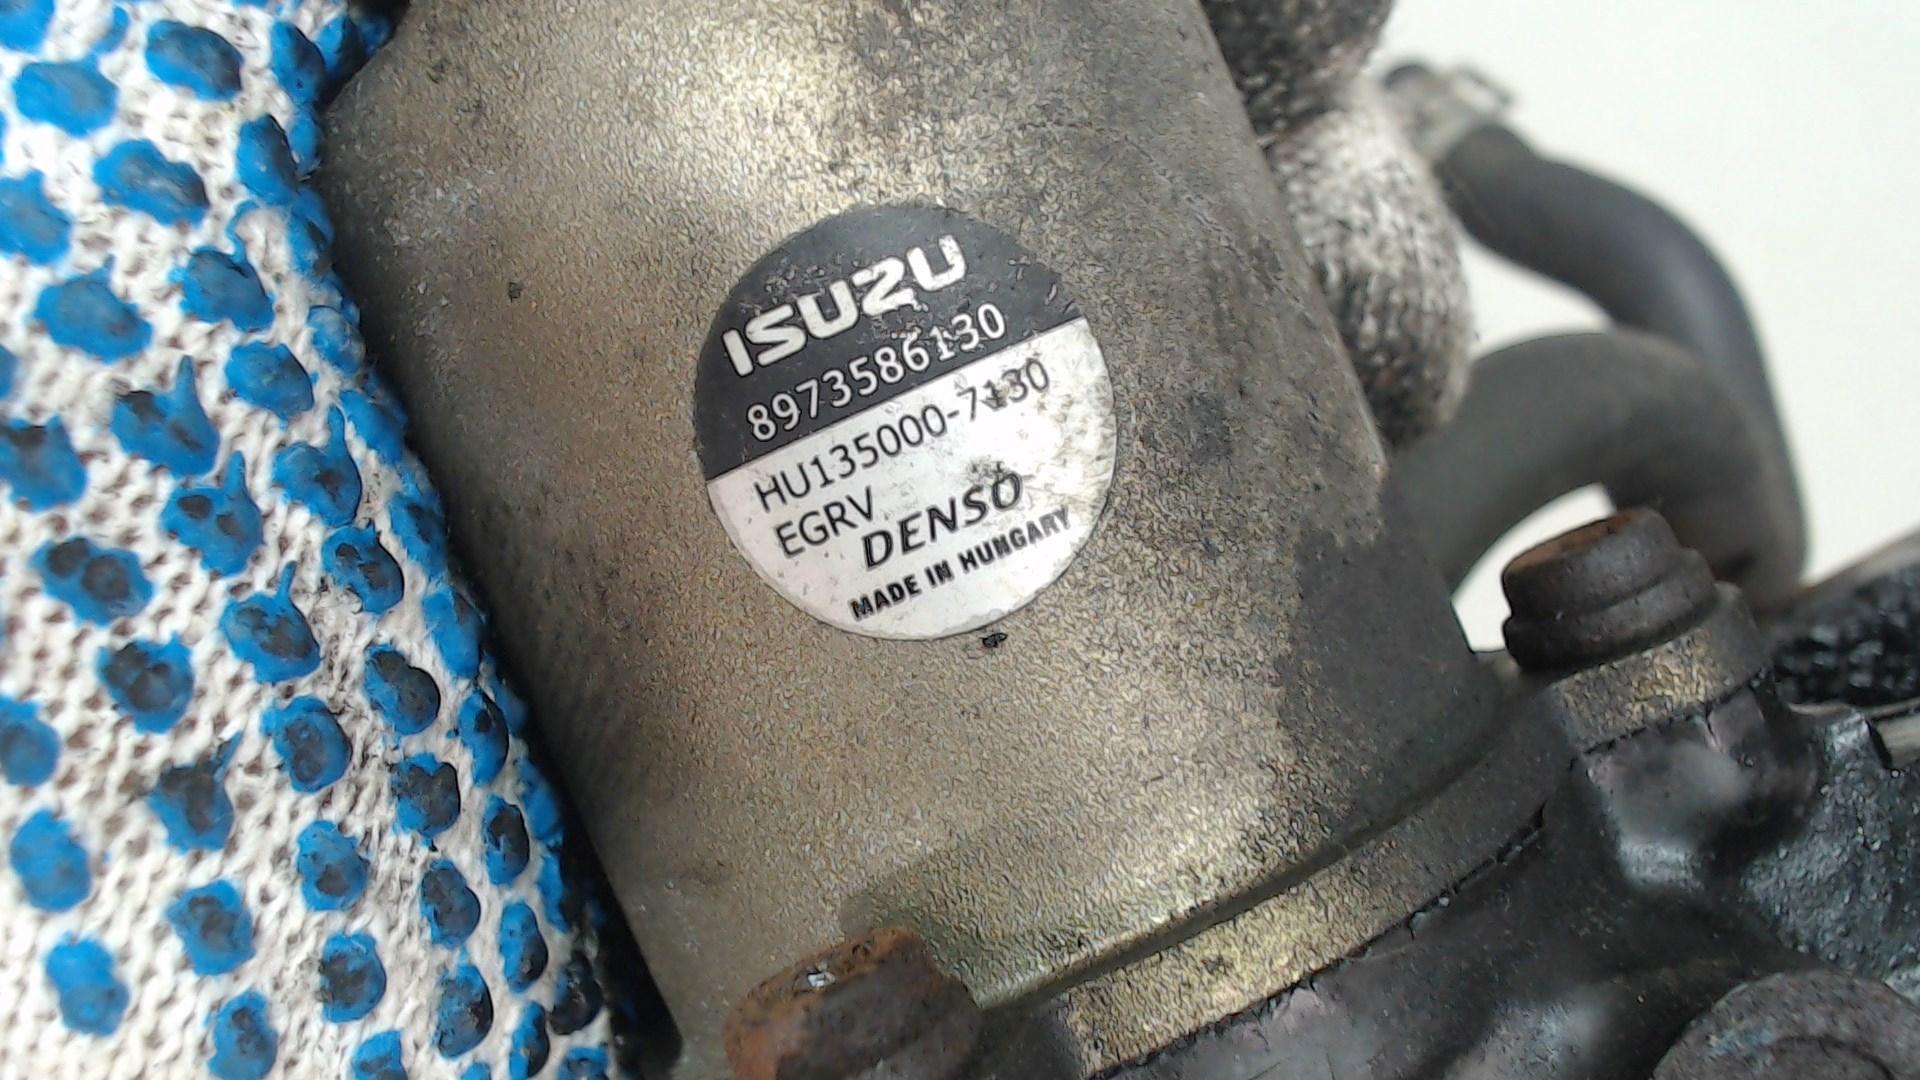 ISUZU
8973586130
HU135000-7130
EGRV
DENSO
MADE IN HUNGARY